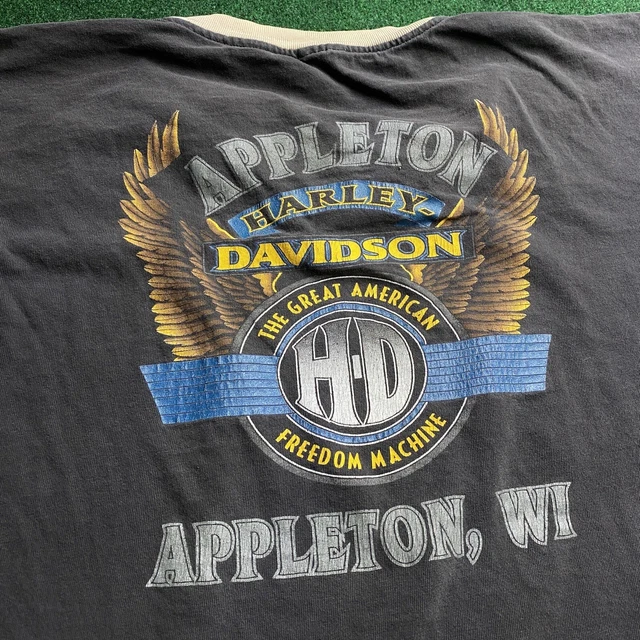 APPLETON
HARLEY-
DAVIDSON
THE GREAT AMERICAN
H-D
FREEDOM MACHINE
APPLETON, WI